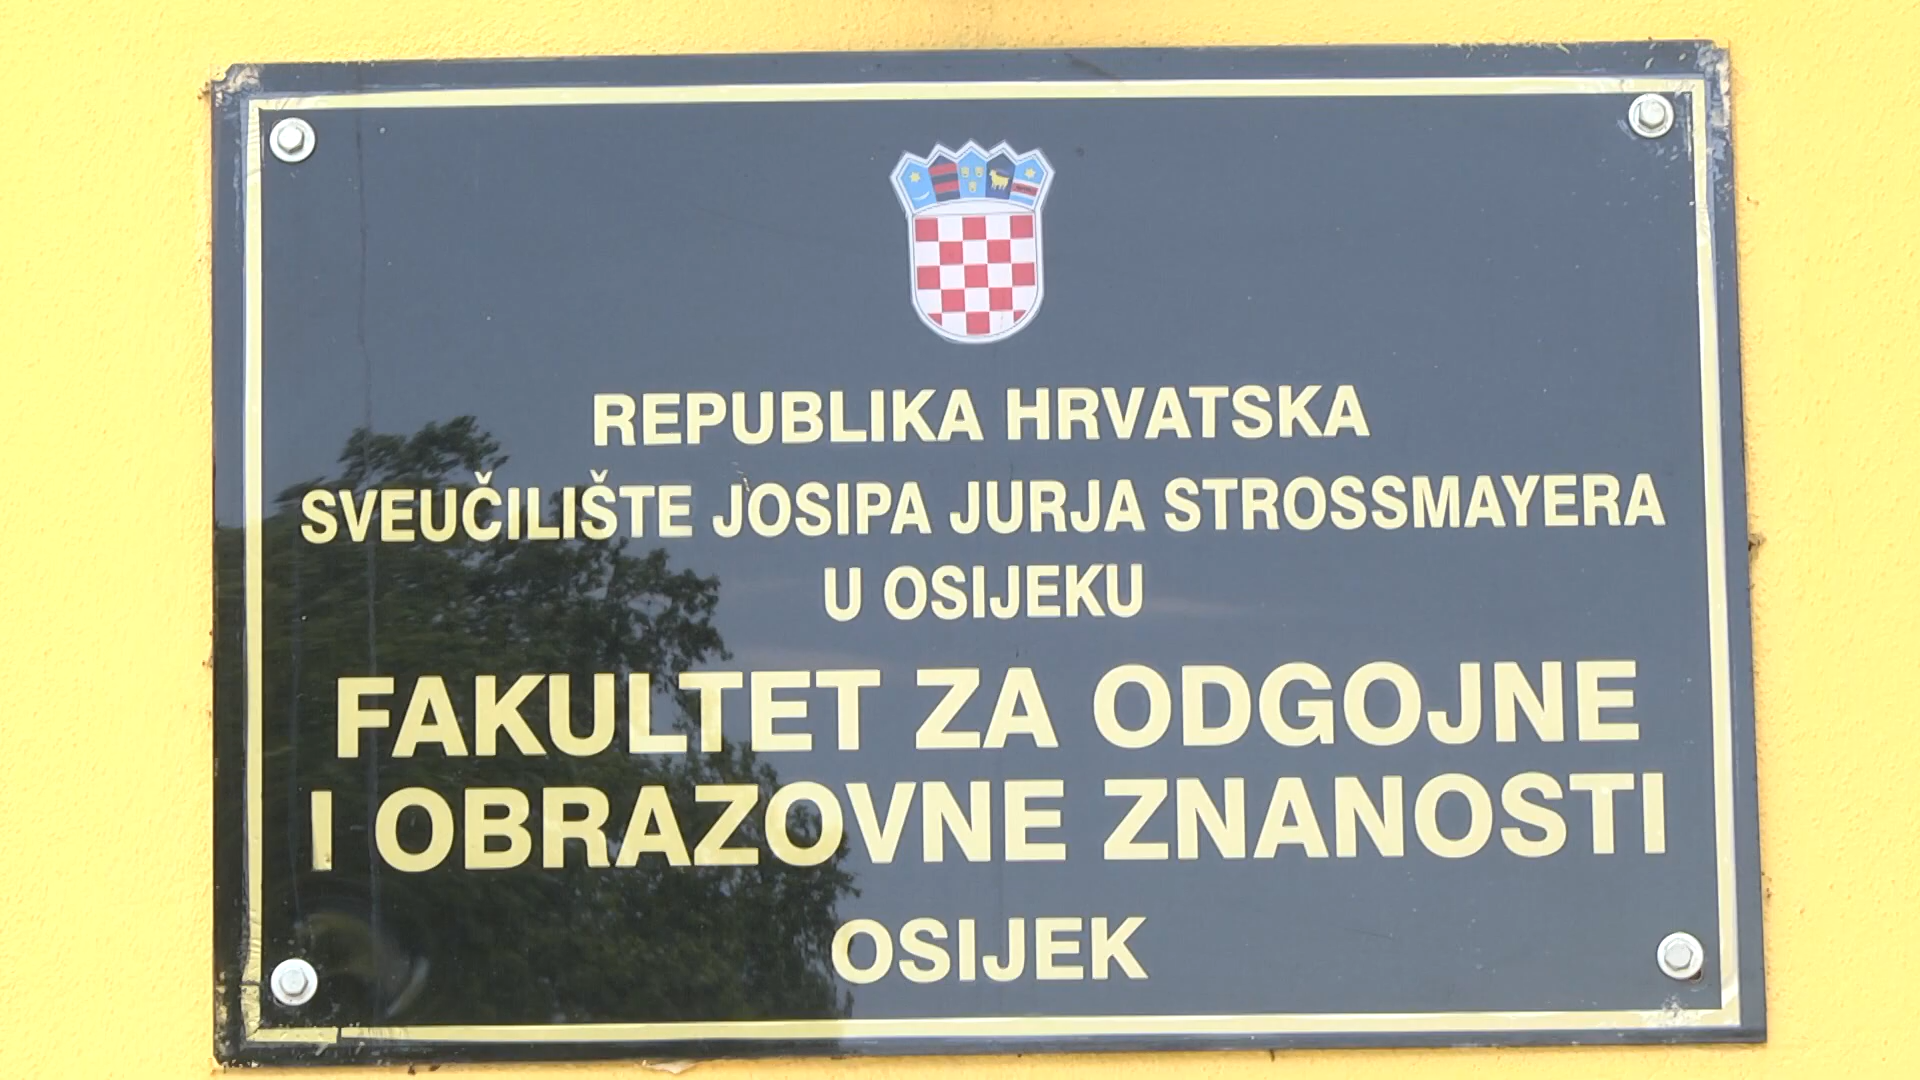 REPUBLIKA HRVATSKA
SVEUČILIŠTE JOSIPA JURJA STROSSMAYERA
U OSIJEKU
FAKULTET ZA ODGOJNE
I OBRAZOVNE ZNANOSTI
OSIJEK